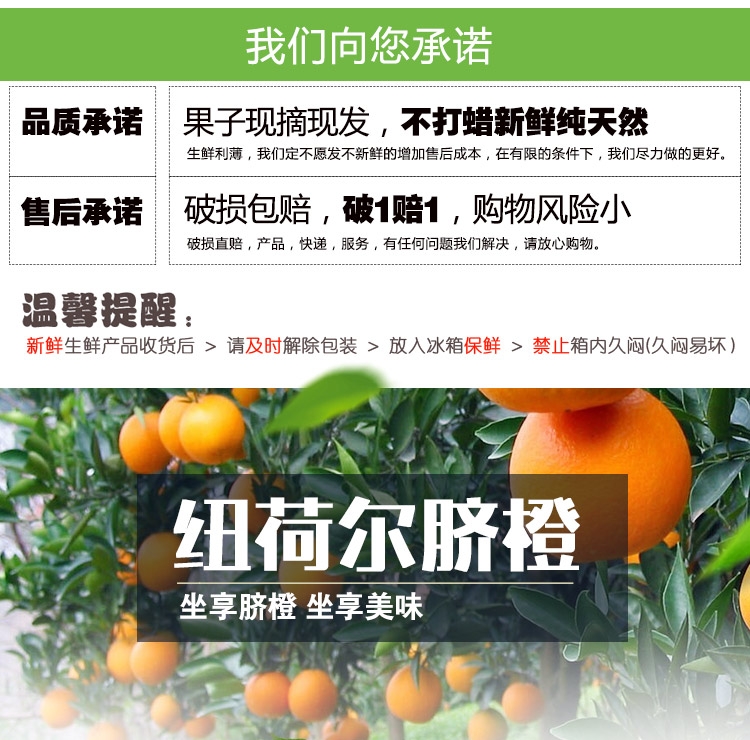 我们向您承诺
品质承诺
果子现摘现发，不打蜡新鲜纯天然
生鲜利薄，我们定不愿发不新鲜的增加售后成本，在有限的条件下，我们尽力做的更好。
售后承诺
破损包赔，破1赔1，购物风险小
破损直赔，产品，快递，服务，有任何问题我们解决，请放心购物。
温馨提醒：
新鲜生鲜产品收货后 > 请及时解除包装 > 放入冰箱保鲜 > 禁止箱内久闷(久闷易坏)
纽荷尔脐橙
坐享脐橙 坐享美味